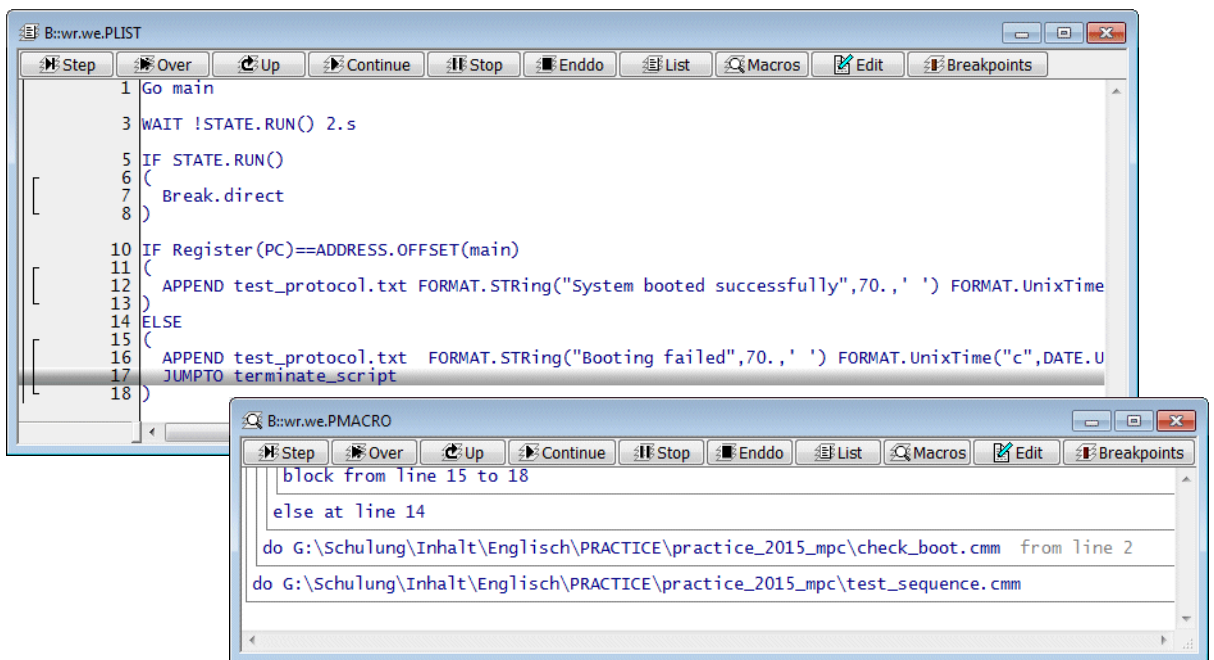 B::wr.we.PLIST
Step Over Up Continue Stop Enddo List Macros Edit Breakpoints
1 Go main
3 WAIT !STATE.RUN() 2.s
5 IF STATE.RUN()
6 (
7 Break.direct
8 )
10 IF Register(PC)==ADDRESS.OFFSET(main)
11 (
12 APPEND test_protocol.txt FORMAT.STRing("System booted successfully",70.,' ') FORMAT.UnixTime
13 )
14 ELSE
15 (
16 APPEND test_protocol.txt  FORMAT.STRing("Booting failed",70.,' ') FORMAT.UnixTime("c",DATE.U
17 JUMPTO terminate_script
18 )
B::wr.we.PMACRO
Step Over Up Continue Stop Enddo List Macros Edit Breakpoints
block from line 15 to 18
else at line 14
do G:\Schulung\Inhalt\Englisch\PRACTICE\practice_2015_mpc\check_boot.cmm from line 2
do G:\Schulung\Inhalt\Englisch\PRACTICE\practice_2015_mpc\test_sequence.cmm